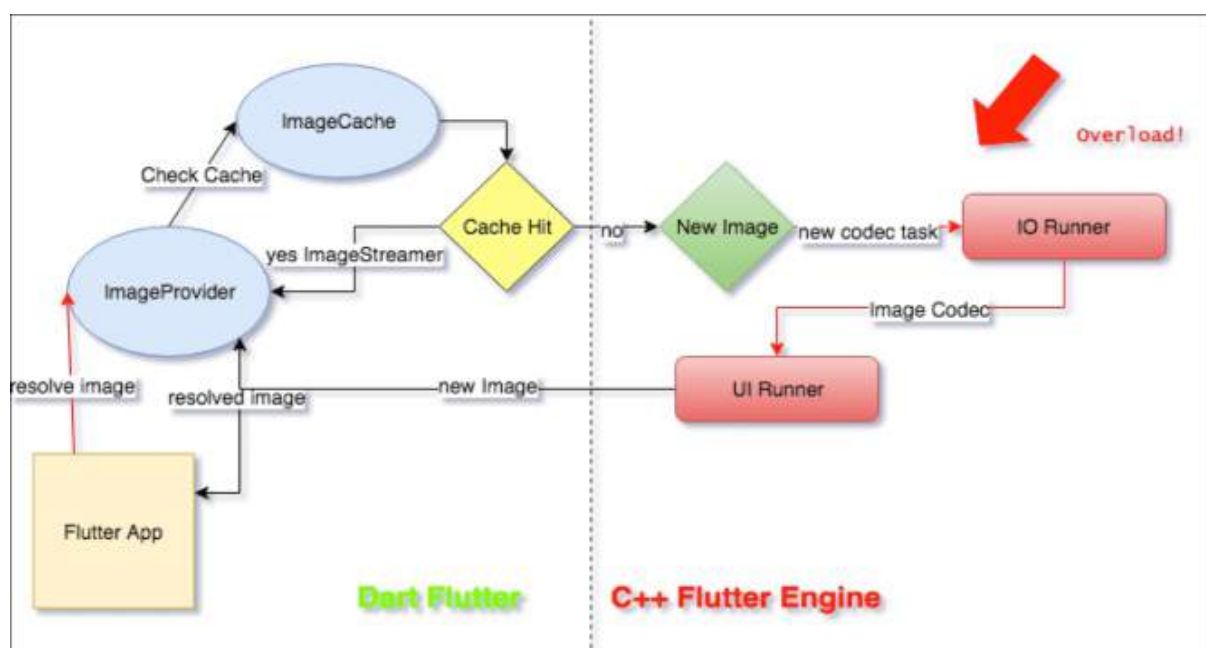 ImageCache
Overload!
Check Cache
Cache Hit
no
New Image
new codec task
IO Runner
yes ImageStreamer
ImageProvider
Image Codec
resolve image
resolved image
new Image
UI Runner
Flutter App
Dart Flutter
C++ Flutter Engine